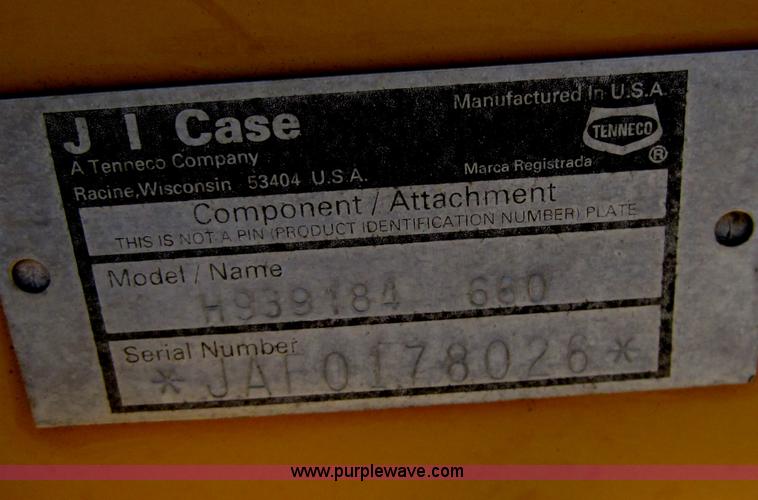 J I Case
Manufactured In U.S.A.
A Tenneco Company
TENNECO
®
Racine, Wisconsin 53404 U.S.A.
Marca Registrada
Component / Attachment
THIS IS NOT A PIN (PRODUCT IDENTIFICATION NUMBER) PLATE
Model / Name
H939184 660
Serial Number
*JAF0178026*
www.purplewave.com